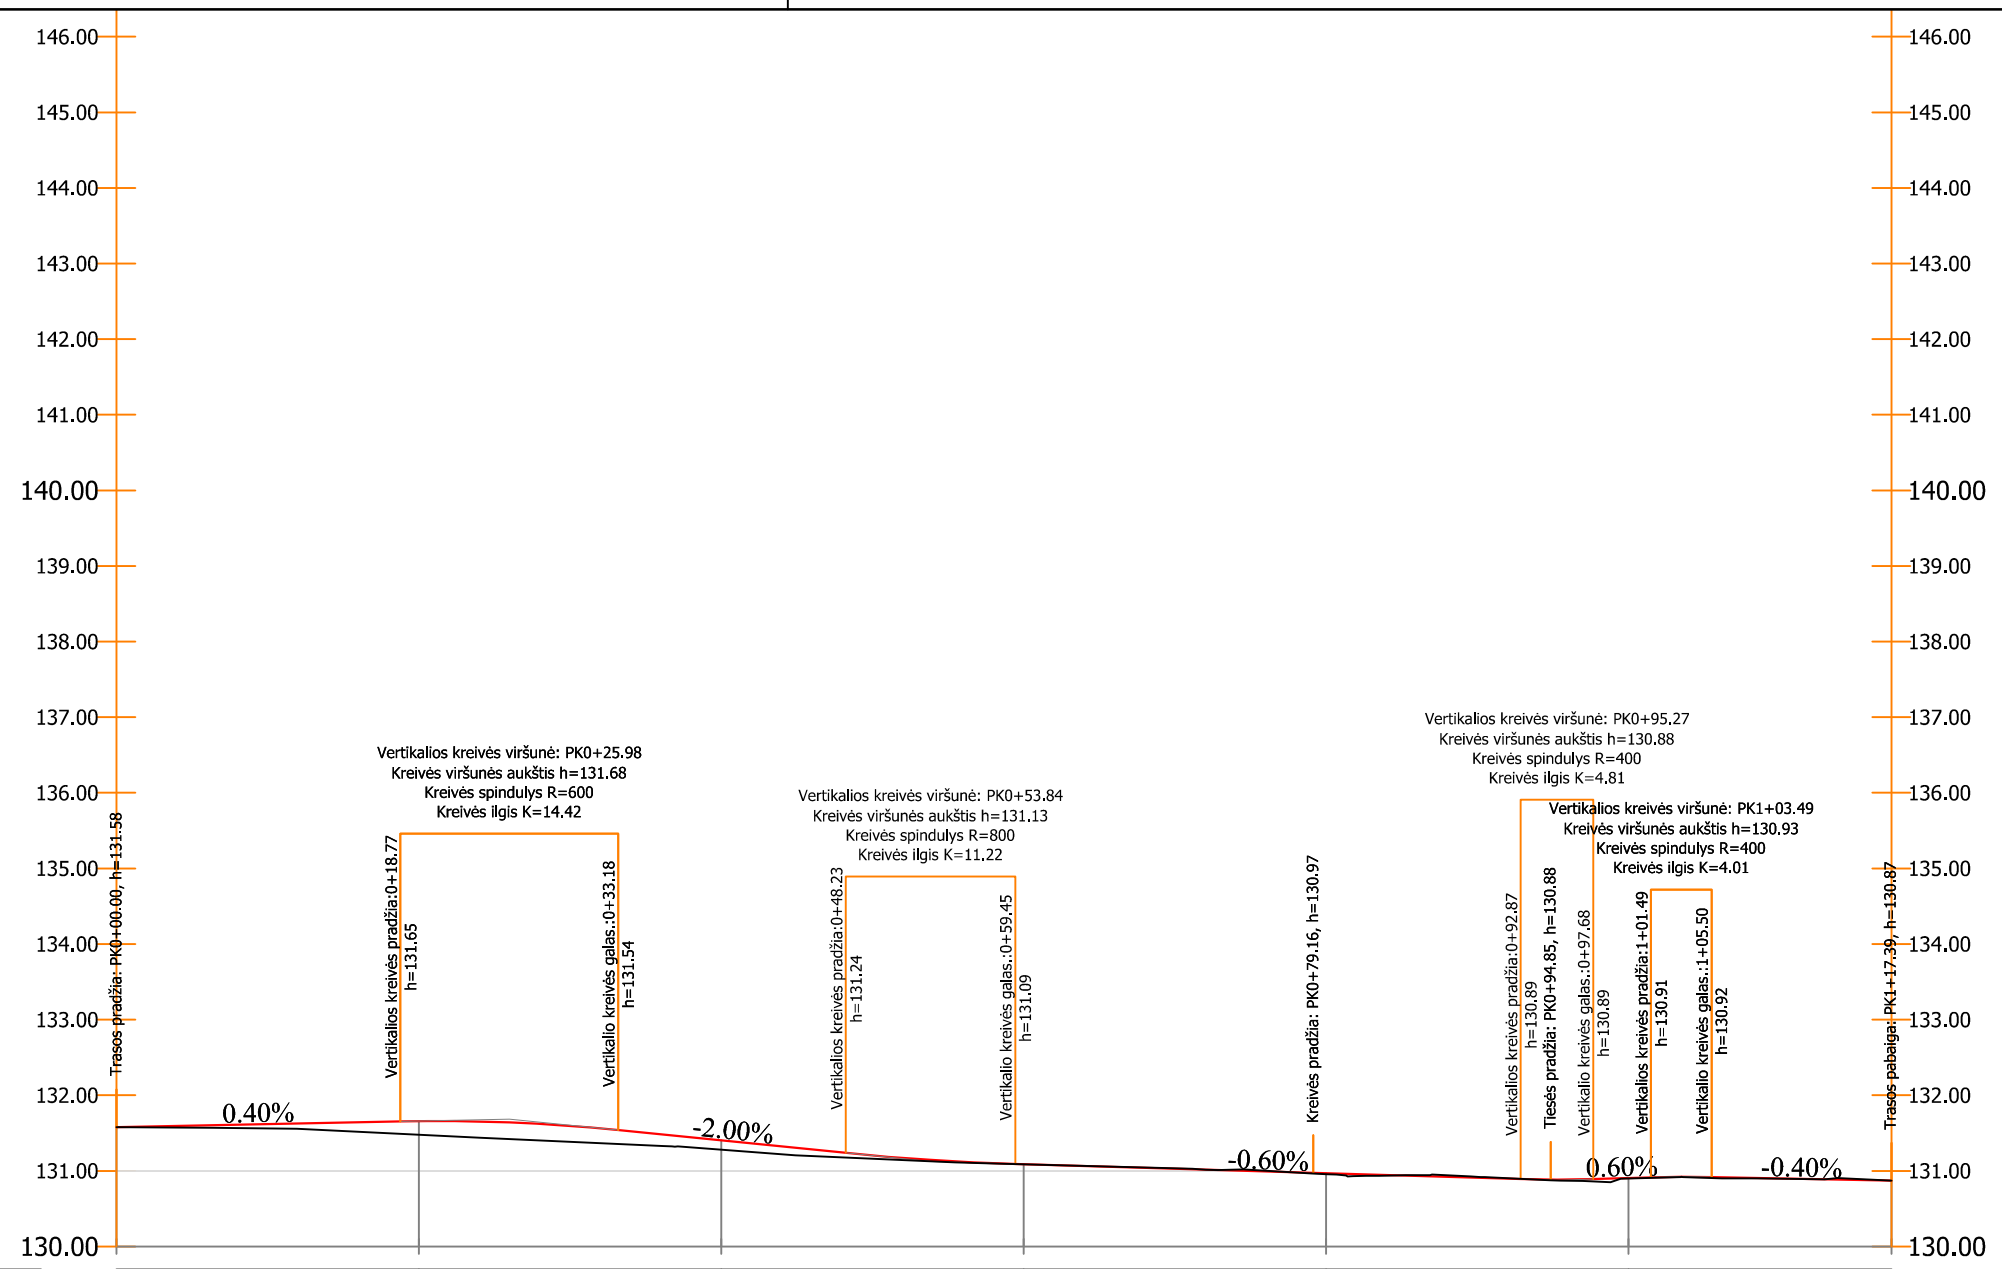 146.00
145.00
144.00
143.00
142.00
141.00
140.00
139.00
138.00
137.00
136.00
135.00
134.00
133.00
132.00
131.00
130.00
Trasos pradžia: PK0+00.00, h=131.58
0.40%
Vertikalios kreivės viršunė: PK0+25.98
Kreivės viršunės aukštis h=131.68
Kreivės spindulys R=600
Kreivės ilgis K=14.42
Vertikalios kreivės pradžia:0+18.77
h=131.65
Vertikalio kreivės galas.:0+33.18
h=131.54
-2.00%
Vertikalios kreivės viršunė: PK0+53.84
Kreivės viršunės aukštis h=131.13
Kreivės spindulys R=800
Kreivės ilgis K=11.22
Vertikalios kreivės pradžia:0+48.23
h=131.24
Vertikalio kreivės galas.:0+59.45
h=131.09
-0.60%
Kreivės pradžia: PK0+79.16, h=130.97
Vertikalios kreivės viršunė: PK0+95.27
Kreivės viršunės aukštis h=130.88
Kreivės spindulys R=400
Kreivės ilgis K=4.81
Vertikalios kreivės pradžia:0+92.87
h=130.89
Tiesės pradžia: PK0+94.85, h=130.88
Vertikalio kreivės galas.:0+97.68
h=130.89
0.60%
Vertikalios kreivės viršunė: PK1+03.49
Kreivės viršunės aukštis h=130.93
Kreivės spindulys R=400
Kreivės ilgis K=4.01
Vertikalios kreivės pradžia:1+01.49
h=130.91
Vertikalio kreivės galas.:1+05.50
h=130.92
-0.40%
Trasos pabaiga: PK1+17.39, h=130.87
146.00
145.00
144.00
143.00
142.00
141.00
140.00
139.00
138.00
137.00
136.00
135.00
134.00
133.00
132.00
131.00
130.00